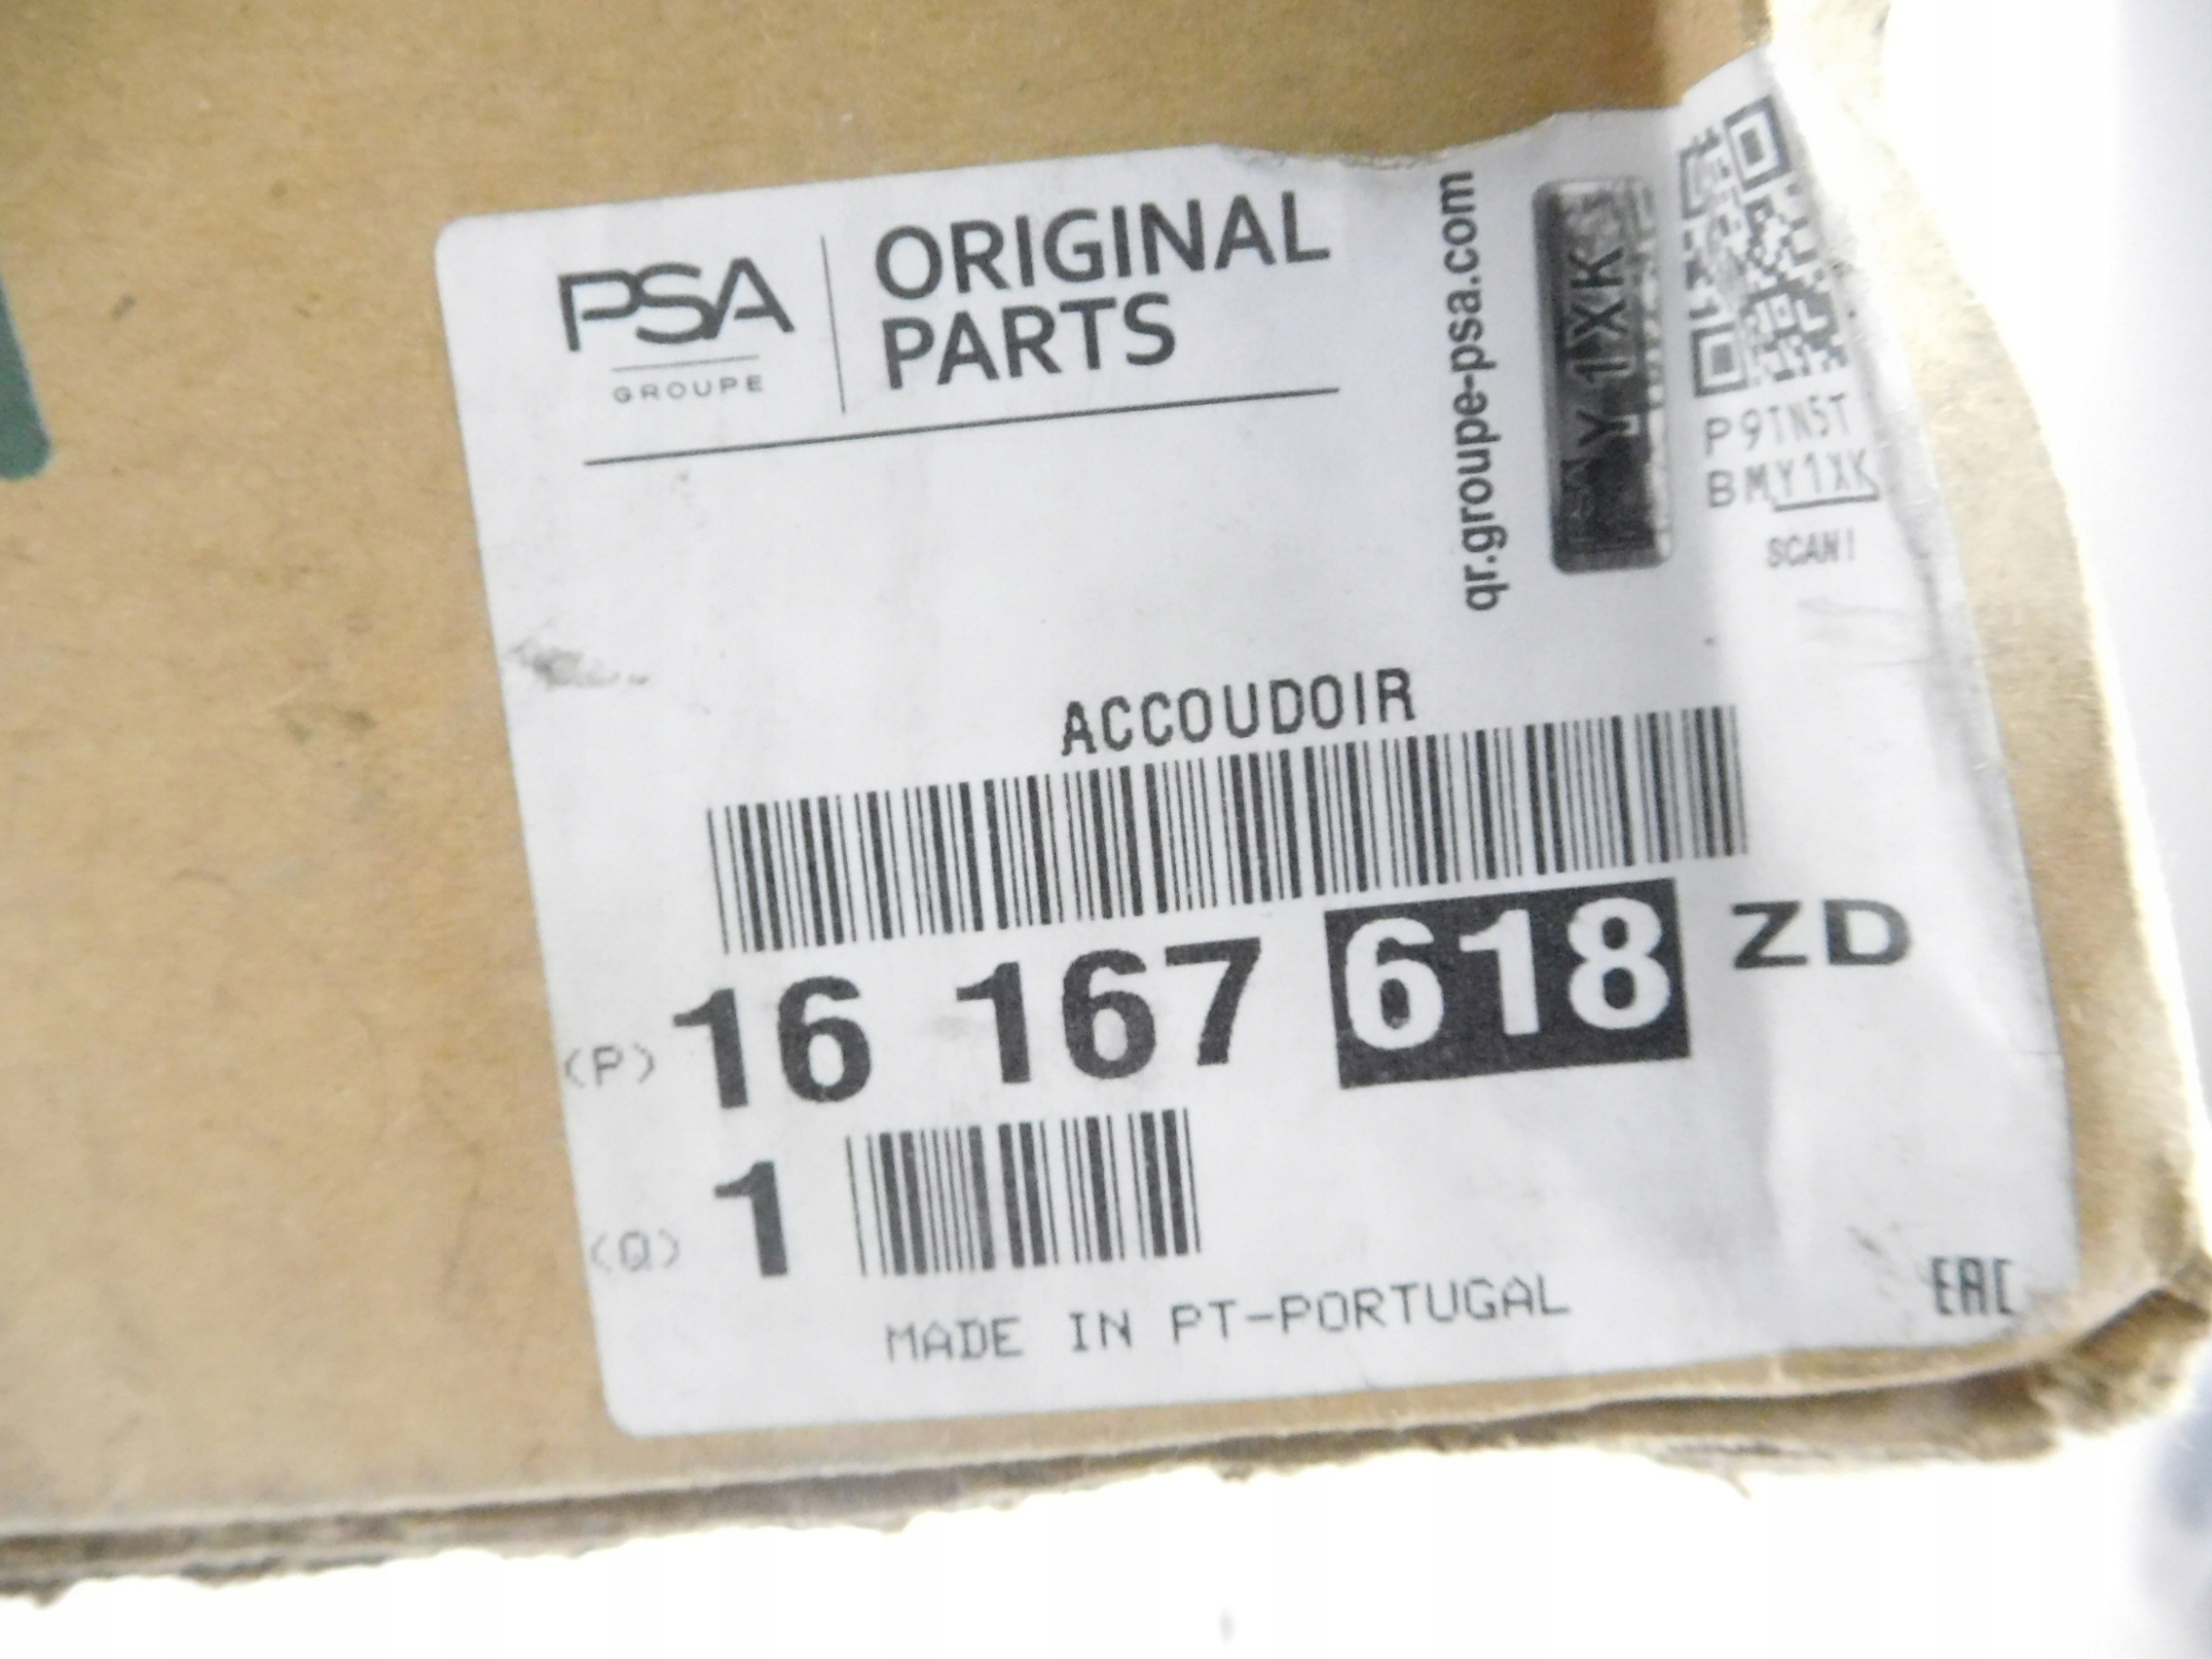 PSA
GROUPE
ORIGINAL
PARTS
qr.groupe-psa.com
Y1XK
P9TN5T
BMY1XK
SCAN!
ACCOUDOIR
(P) 16 167 618 ZD
(Q) 1
MADE IN PT-PORTUGAL
EAC